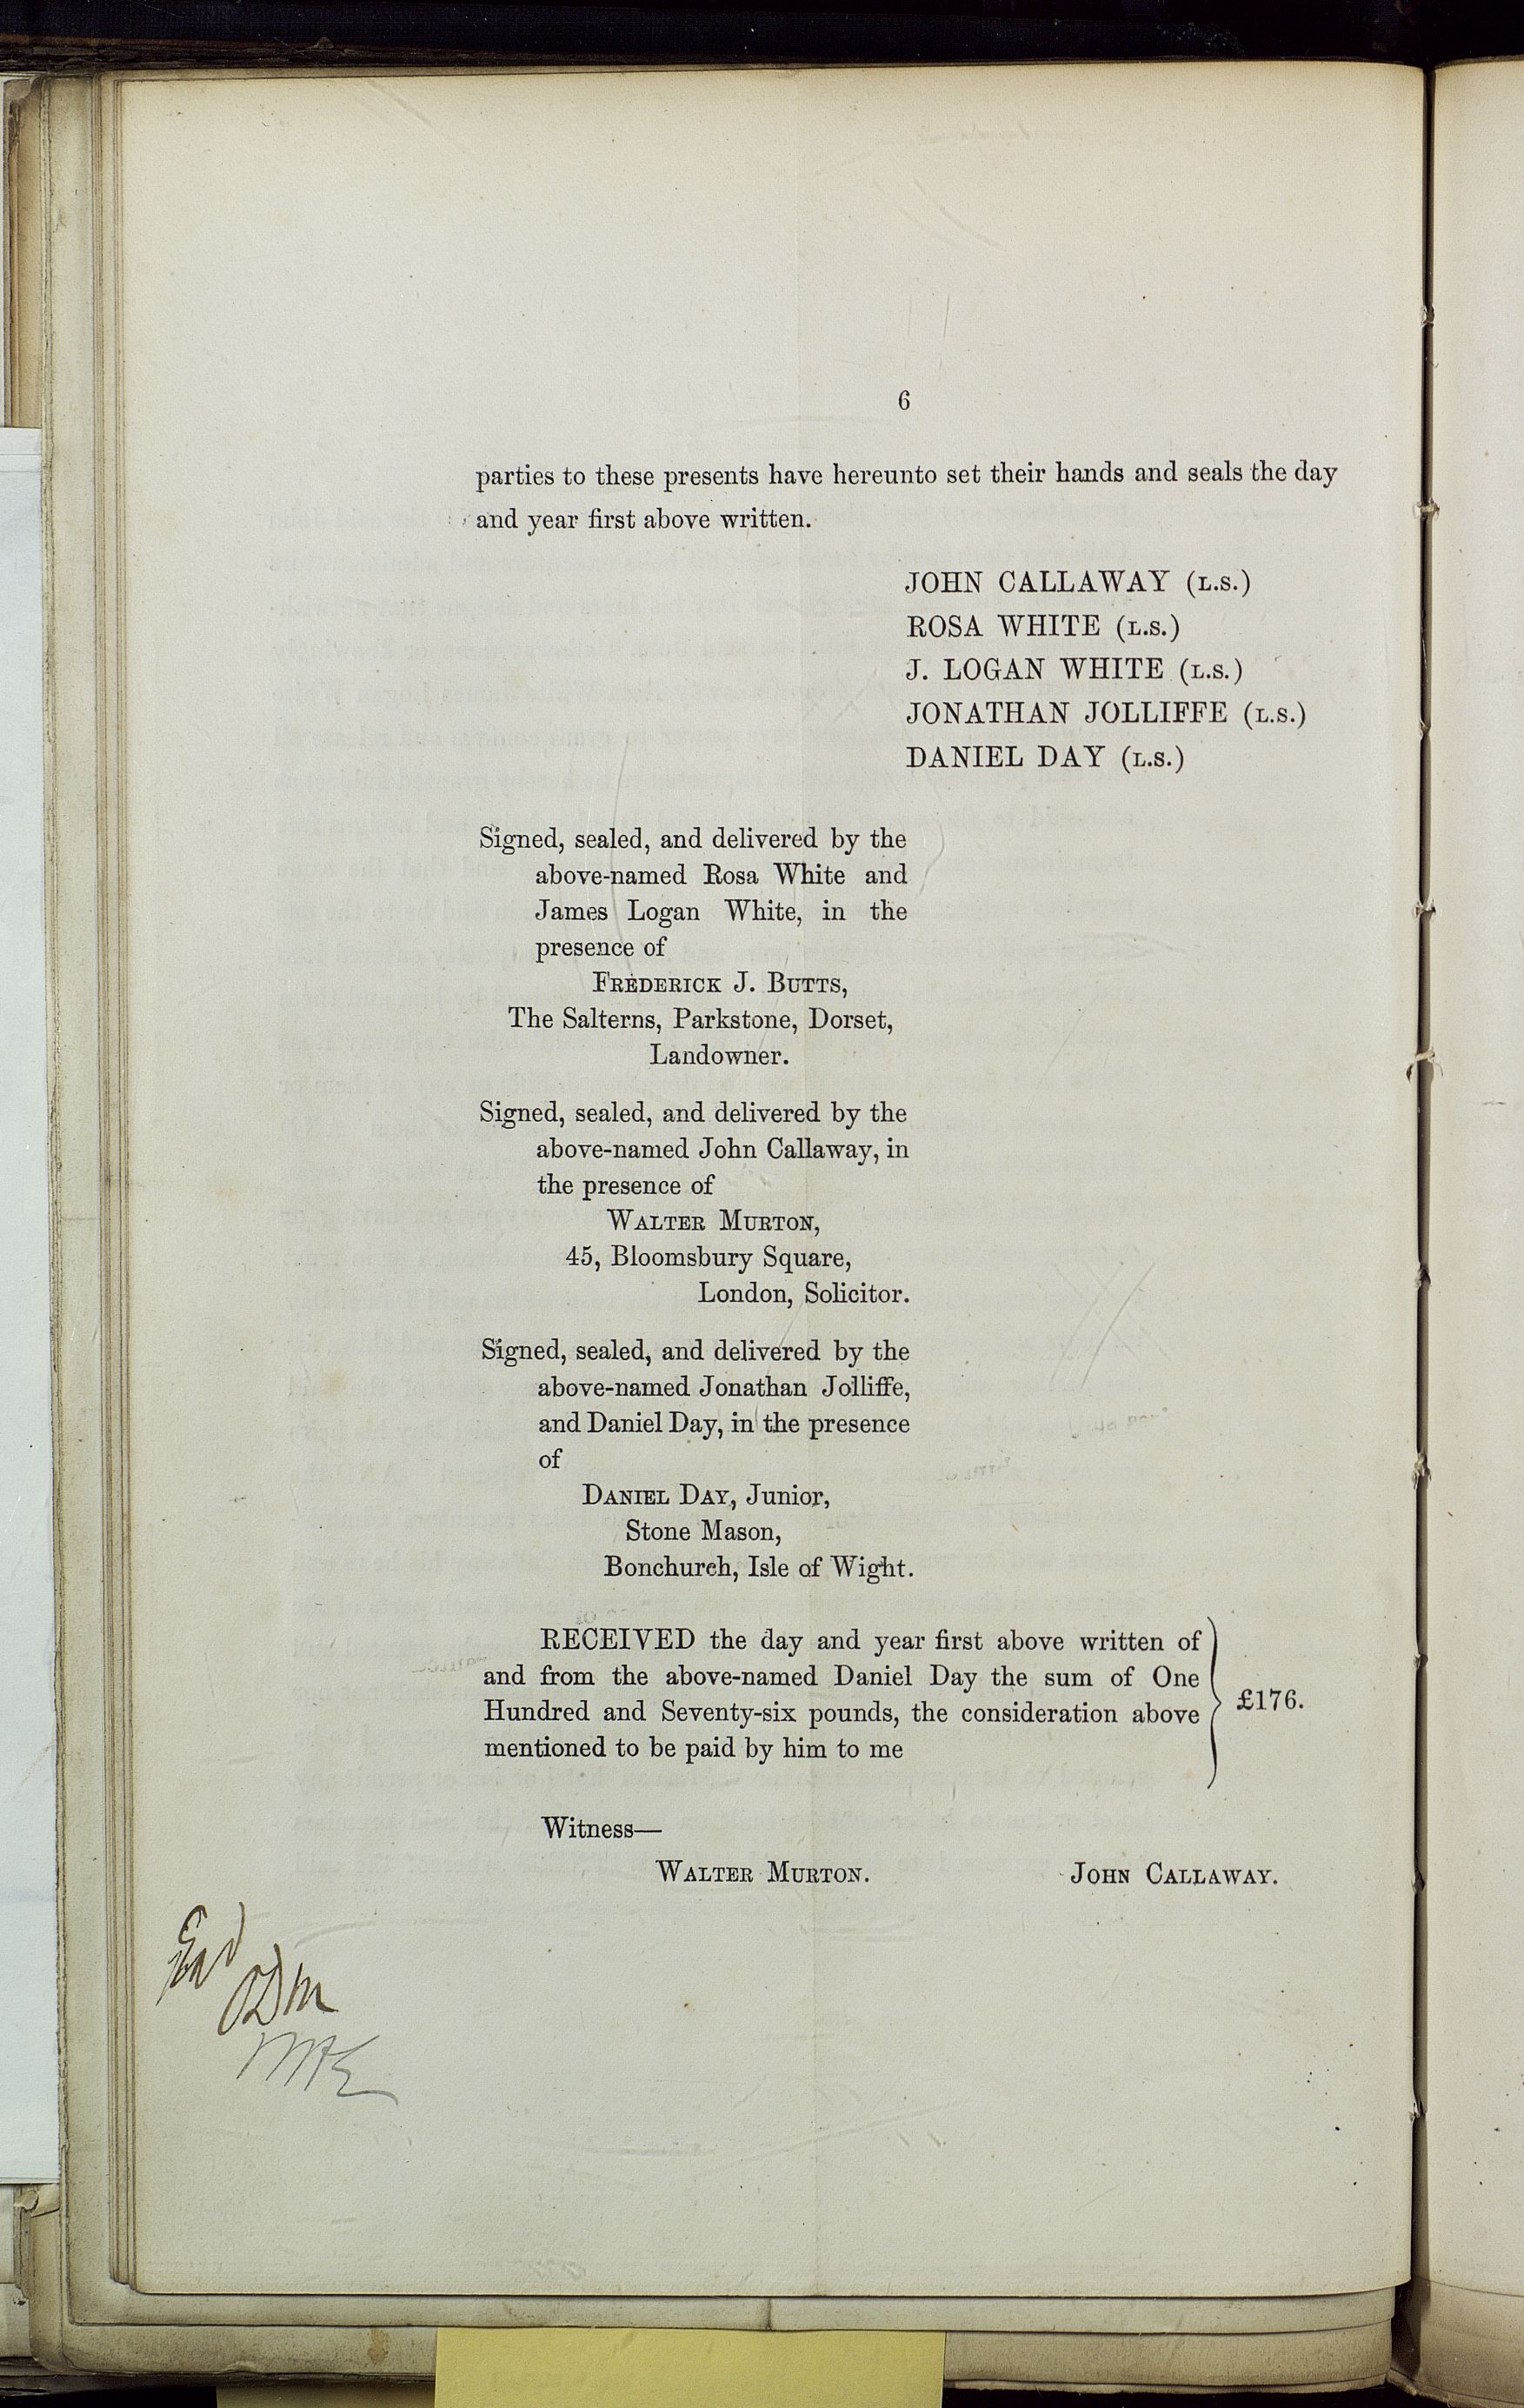 6
parties to these presents have hereunto set their hands and seals the day
and year first above written.
JOHN CALLAWAY (L.S.)
ROSA WHITE (L.S.)
J. LOGAN WHITE (L.S.)
JONATHAN JOLLIFFE (L.S.)
DANIEL DAY (L.S.)
Signed, sealed, and delivered by the
above-named Rosa White and
James Logan White, in the
presence of
FREDERICK J. BUTTS,
The Salterns, Parkstone, Dorset,
Landowner.
Signed, sealed, and delivered by the
above-named John Callaway, in
the presence of
WALTER MURTON,
45, Bloomsbury Square,
London, Solicitor.
Signed, sealed, and delivered by the
above-named Jonathan Jolliffe,
and Daniel Day, in the presence
of
DANIEL DAY, Junior,
Stone Mason,
Bonchurch, Isle of Wight.
RECEIVED the day and year first above written of
and from the above-named Daniel Day the sum of One
Hundred and Seventy-six pounds, the consideration above
mentioned to be paid by him to me
£176.
Witness—
WALTER MURTON. JOHN CALLAWAY.